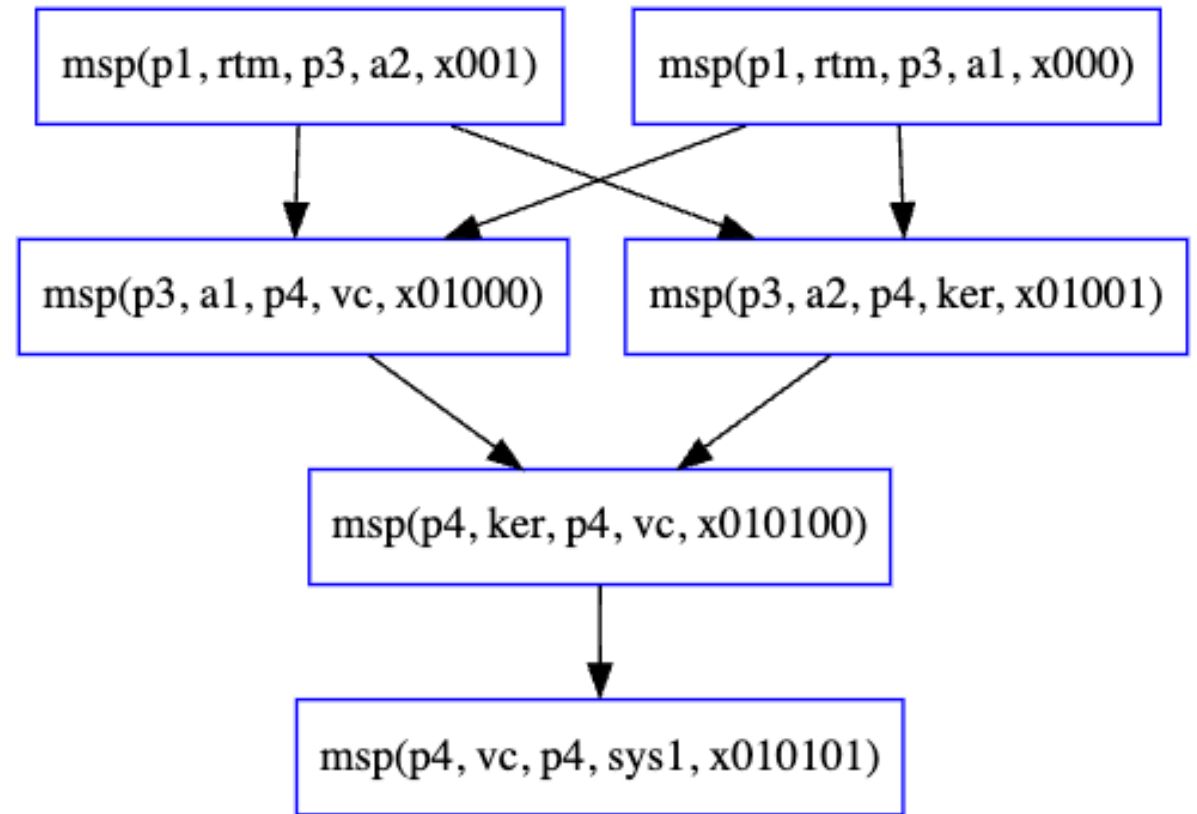 msp(p1, rtm, p3, a2, x001)
msp(p1, rtm, p3, a1, x000)
msp(p3, a1, p4, vc, x01000)
msp(p3, a2, p4, ker, x01001)
msp(p4, ker, p4, vc, x010100)
msp(p4, vc, p4, sys1, x010101)